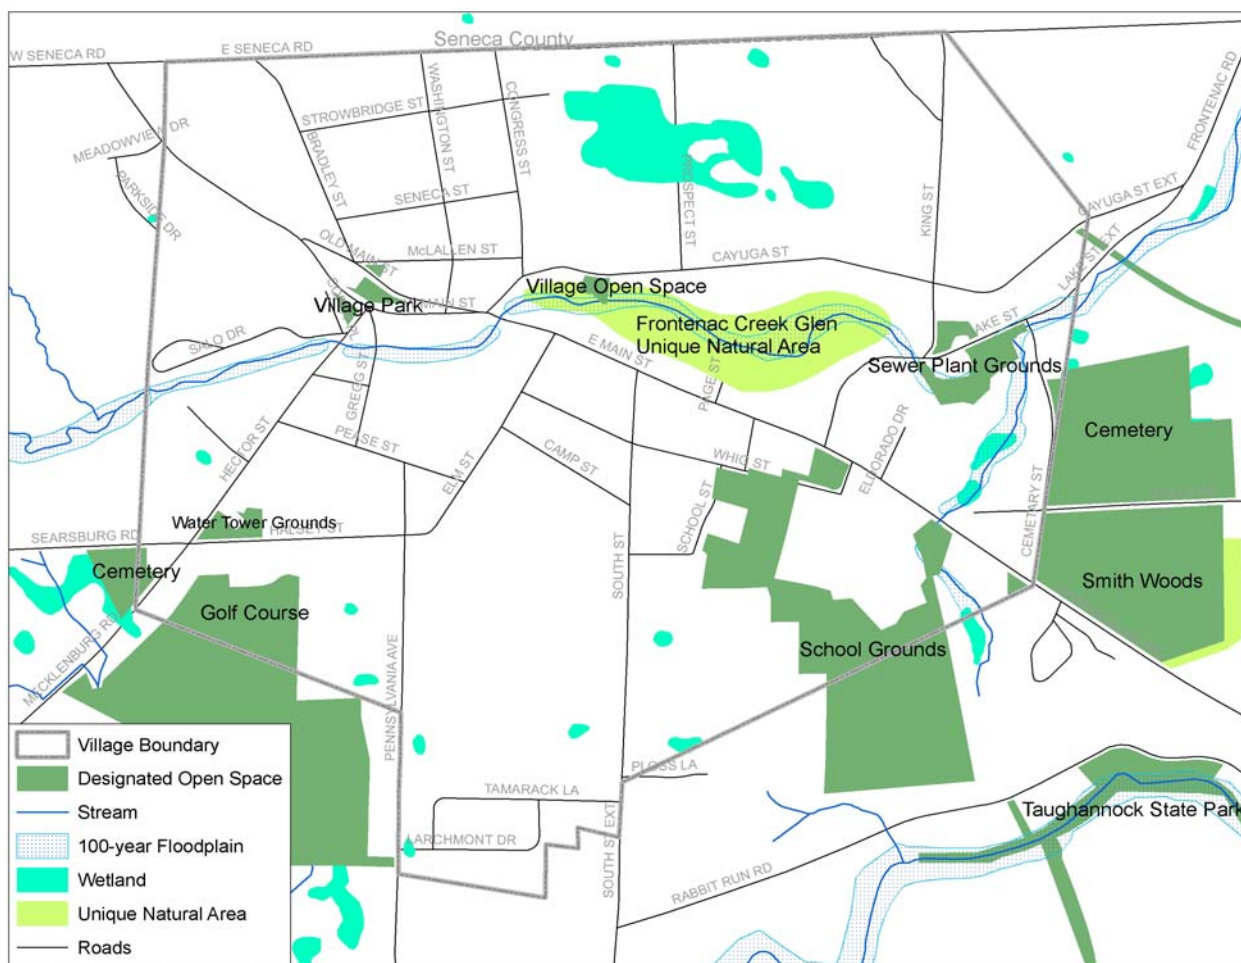 W SENECA RD
E SENECA RD
Seneca County
FRONTENAC RD
MEADOWVIEW DR
STROWBRIDGE ST
WASHINGTON ST
CONGRESS ST
BRADLEY ST
PARKSIDE DR
SENECA ST
PROSPECT ST
KING ST
CAYUGA ST EXT
OLD MAIN ST
McLALLEN ST
CAYUGA ST
LAKE ST EXT
Village Park
MAIN ST
Village Open Space
SALO DR
Frontenac Creek Glen
Unique Natural Area
LAKE ST
E MAIN ST
Sewer Plant Grounds
GREGG ST
PAGE ST
HECTOR ST
PEASE ST
ELM ST
CAMP ST
WHIG ST
ELDORADO DR
Cemetery
SCHOOL ST
CEMETARY ST
Water Tower Grounds
HALSEY ST
SEARSBURG RD
Cemetery
Golf Course
SOUTH ST
Smith Woods
MECKLENBURG RD
School Grounds
PENNSYLVANIA AVE
PLOSS LA
TAMARACK LA
LARCHMONT DR
SOUTH ST EXT
RABBIT RUN RD
Taughannock State Park
Village Boundary
Designated Open Space
Stream
100-year Floodplain
Wetland
Unique Natural Area
Roads